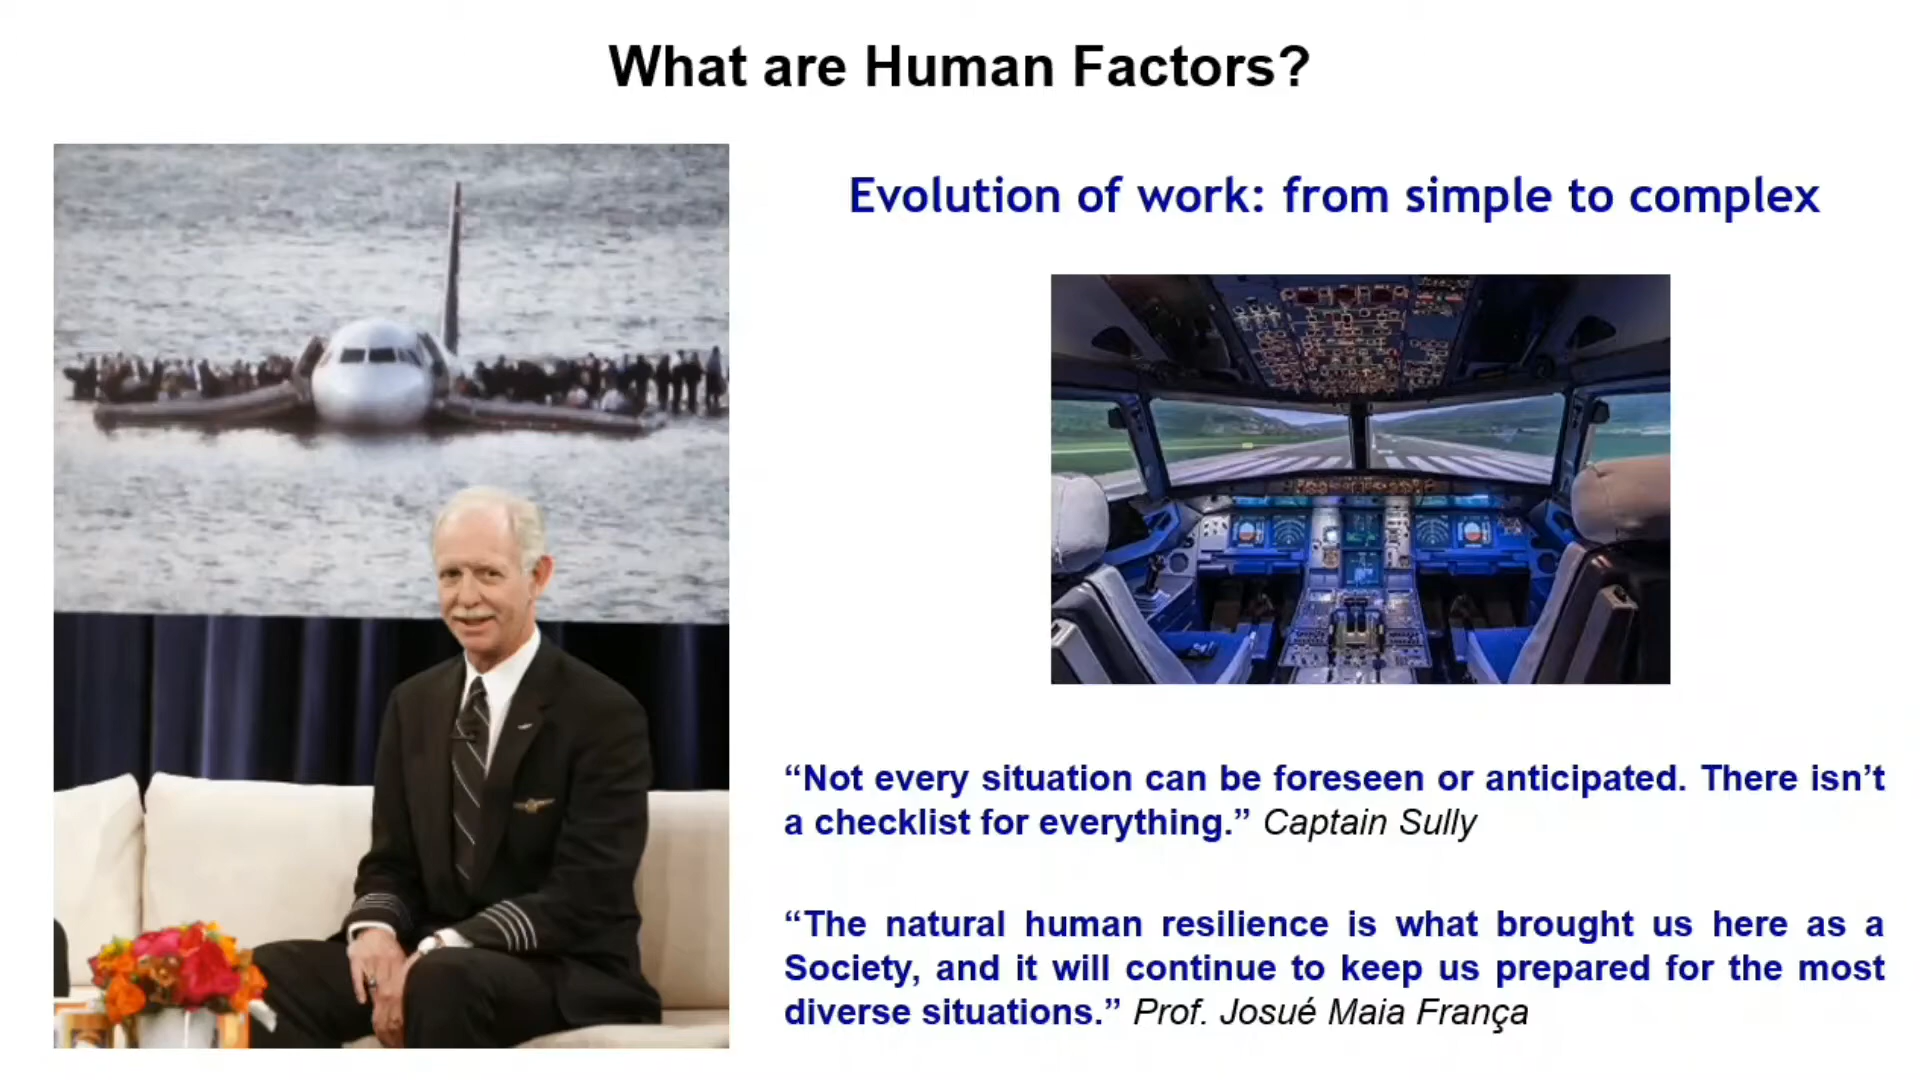 What are Human Factors?
Evolution of work: from simple to complex
“Not every situation can be foreseen or anticipated. There isn’t
a checklist for everything.” Captain Sully
“The natural human resilience is what brought us here as a
Society, and it will continue to keep us prepared for the most
diverse situations.” Prof. Josué Maia França